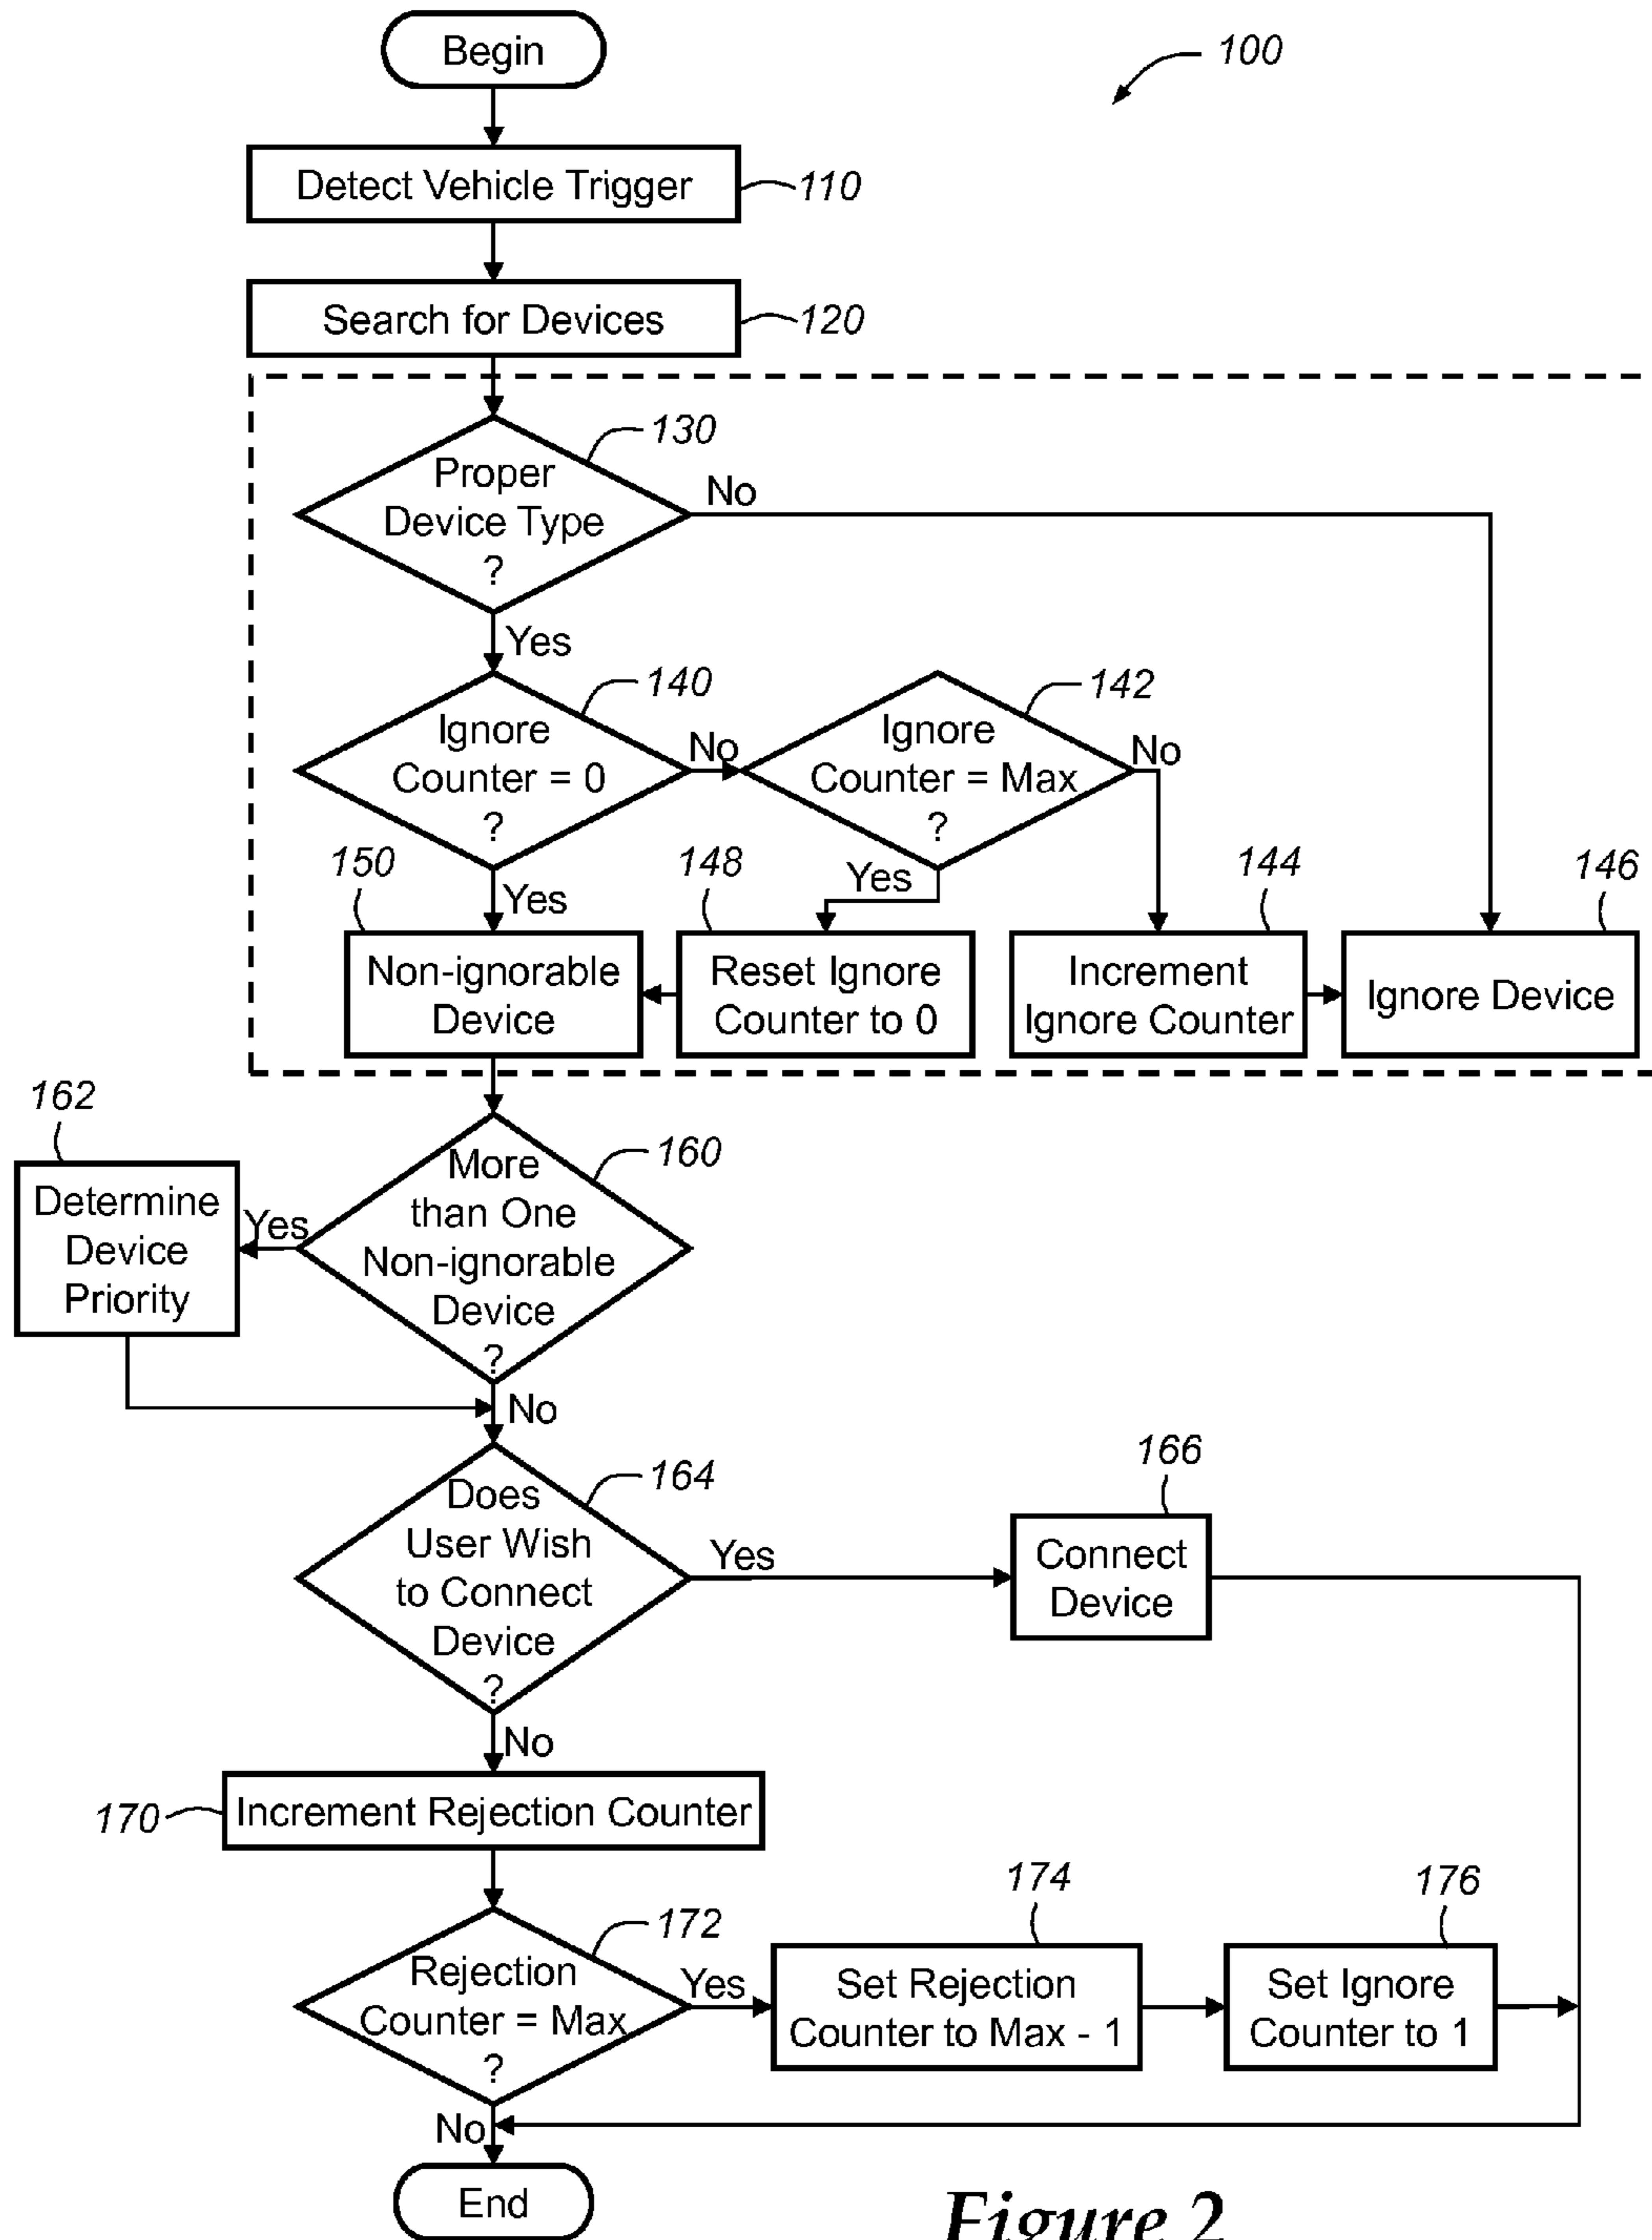 Begin
100
Detect Vehicle Trigger
110
Search for Devices
120
130
Proper
Device Type
?
No
Yes
140
Ignore
Counter = 0
?
No
142
Ignore
Counter = Max
?
No
Yes
Yes
150
Non-ignorable
Device
148
Reset Ignore
Counter to 0
144
Increment
Ignore Counter
146
Ignore Device
162
Determine
Device
Priority
Yes
160
More
than One
Non-ignorable
Device
?
No
164
Does
User Wish
to Connect
Device
?
Yes
166
Connect
Device
No
170
Increment Rejection Counter
172
Rejection
Counter = Max
?
Yes
174
Set Rejection
Counter to Max - 1
176
Set Ignore
Counter to 1
No
End
Figure 2